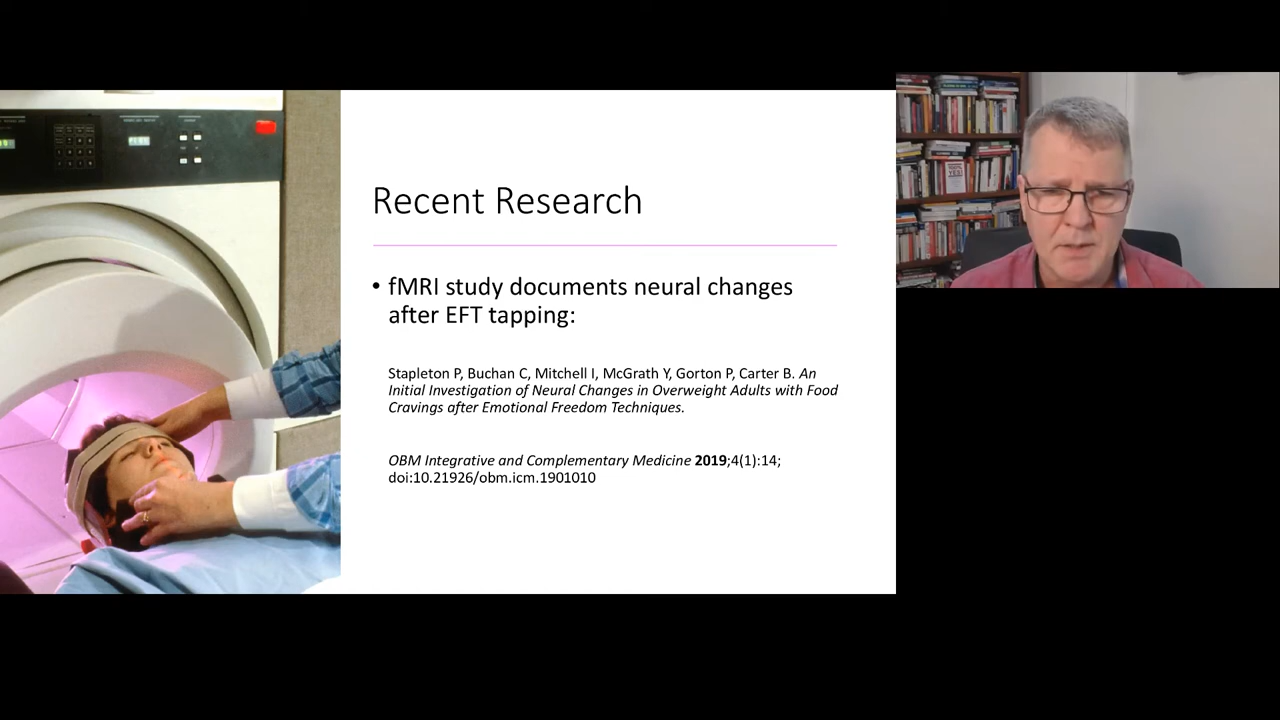 Recent Research
• fMRI study documents neural changes
after EFT tapping:
Stapleton P, Buchan C, Mitchell I, McGrath Y, Gorton P, Carter B. An
Initial Investigation of Neural Changes in Overweight Adults with Food
Cravings after Emotional Freedom Techniques.
OBM Integrative and Complementary Medicine 2019;4(1):14;
doi:10.21926/obm.icm.1901010